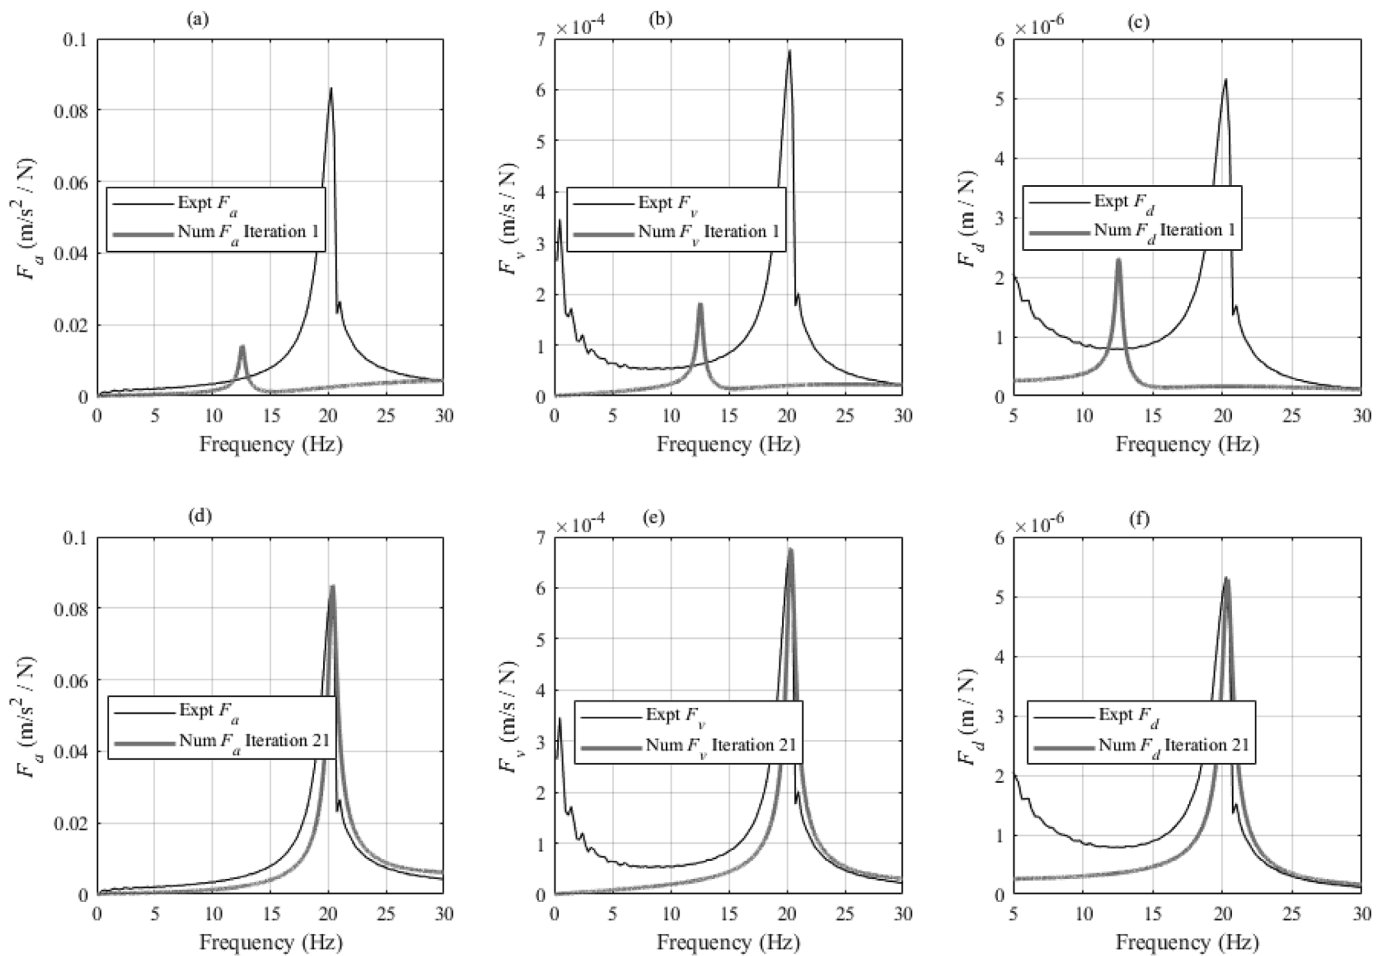 (a)
0.1
0.08
0.06
0.04
0.02
0
F_a (m/s^2 / N)
Expt F_a
Num F_a Iteration 1
0 5 10 15 20 25 30
Frequency (Hz)
(b)
×10^-4
7
6
5
4
3
2
1
0
F_v (m/s / N)
Expt F_v
Num F_v Iteration 1
0 5 10 15 20 25 30
Frequency (Hz)
(c)
×10^-6
6
5
4
3
2
1
0
F_d (m / N)
Expt F_d
Num F_d Iteration 1
5 10 15 20 25 30
Frequency (Hz)
(d)
0.1
0.08
0.06
0.04
0.02
0
F_a (m/s^2 / N)
Expt F_a
Num F_a Iteration 21
0 5 10 15 20 25 30
Frequency (Hz)
(e)
×10^-4
7
6
5
4
3
2
1
0
F_v (m/s / N)
Expt F_v
Num F_v Iteration 21
0 5 10 15 20 25 30
Frequency (Hz)
(f)
×10^-6
6
5
4
3
2
1
0
F_d (m / N)
Expt F_d
Num F_d Iteration 21
5 10 15 20 25 30
Frequency (Hz)